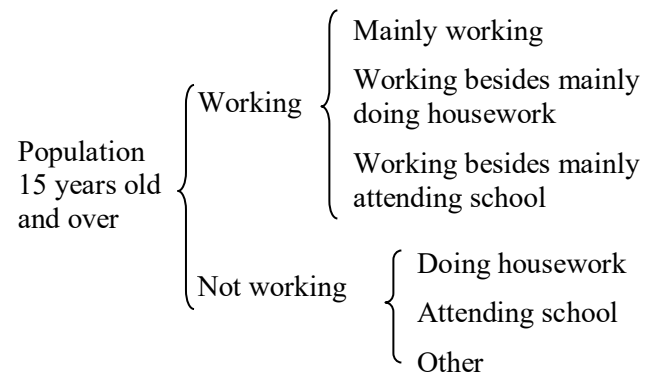 Population
15 years old
and over
Working
Mainly working
Working besides mainly
doing housework
Working besides mainly
attending school
Not working
Doing housework
Attending school
Other